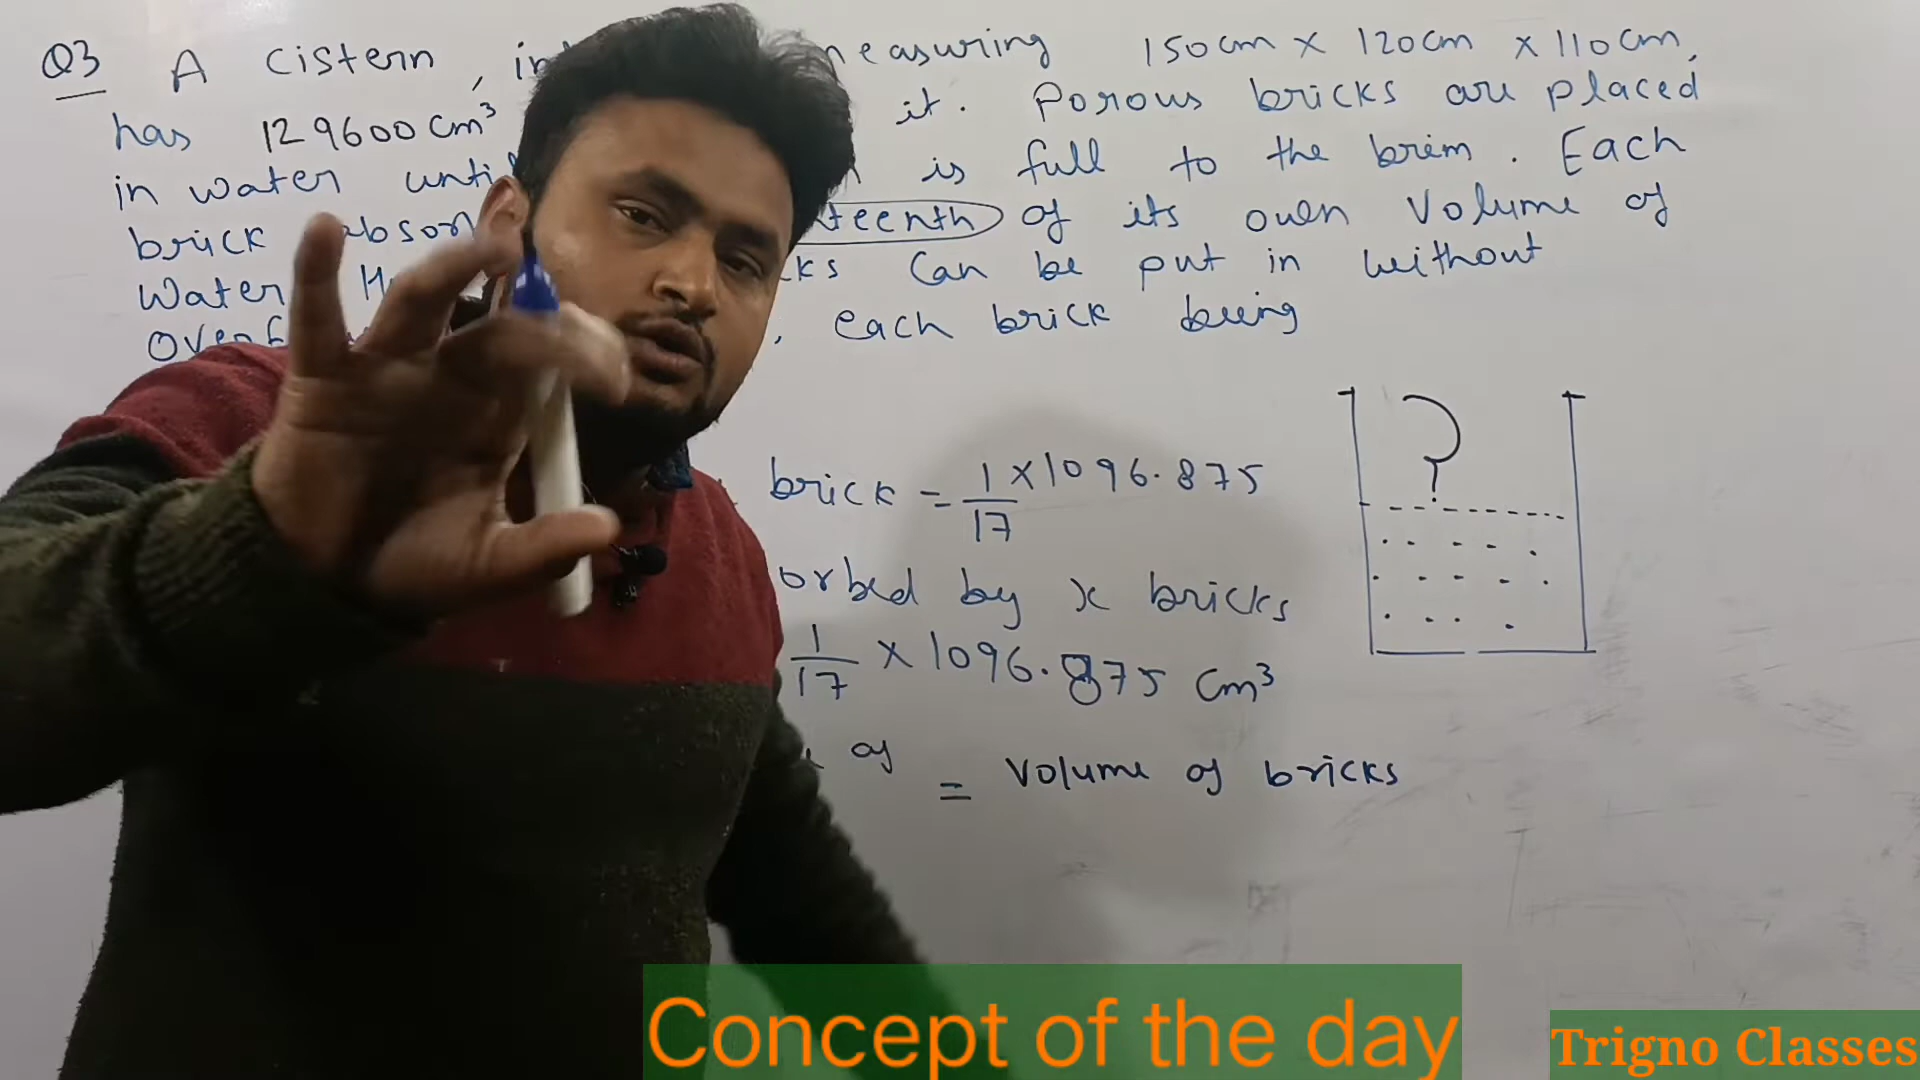 Q3 A cistern, measuring 150cm x 120cm x 110cm,
has 129600 cm³ it. Porous bricks are placed
in water is full to the brim. Each
brick teenth of its own volume of
water can be put in without
each brick being
brick = 1/17 x 1096.875
by x bricks
1/17 x 1096.875 cm³
of = volume of bricks
Concept of the day
Trigno Classes